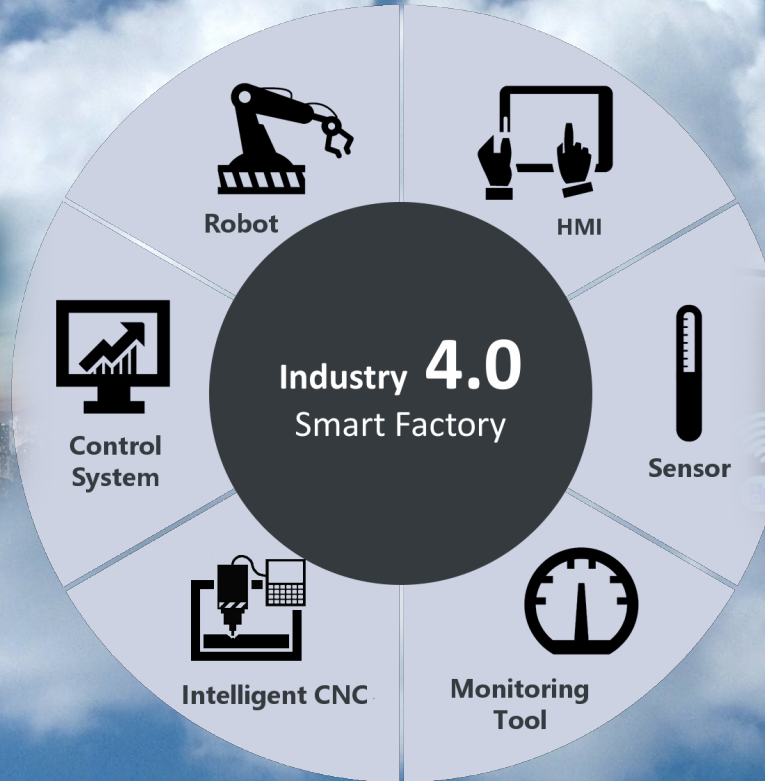 Robot
HMI
Control
System
Industry 4.0
Smart Factory
Sensor
Intelligent CNC
Monitoring
Tool